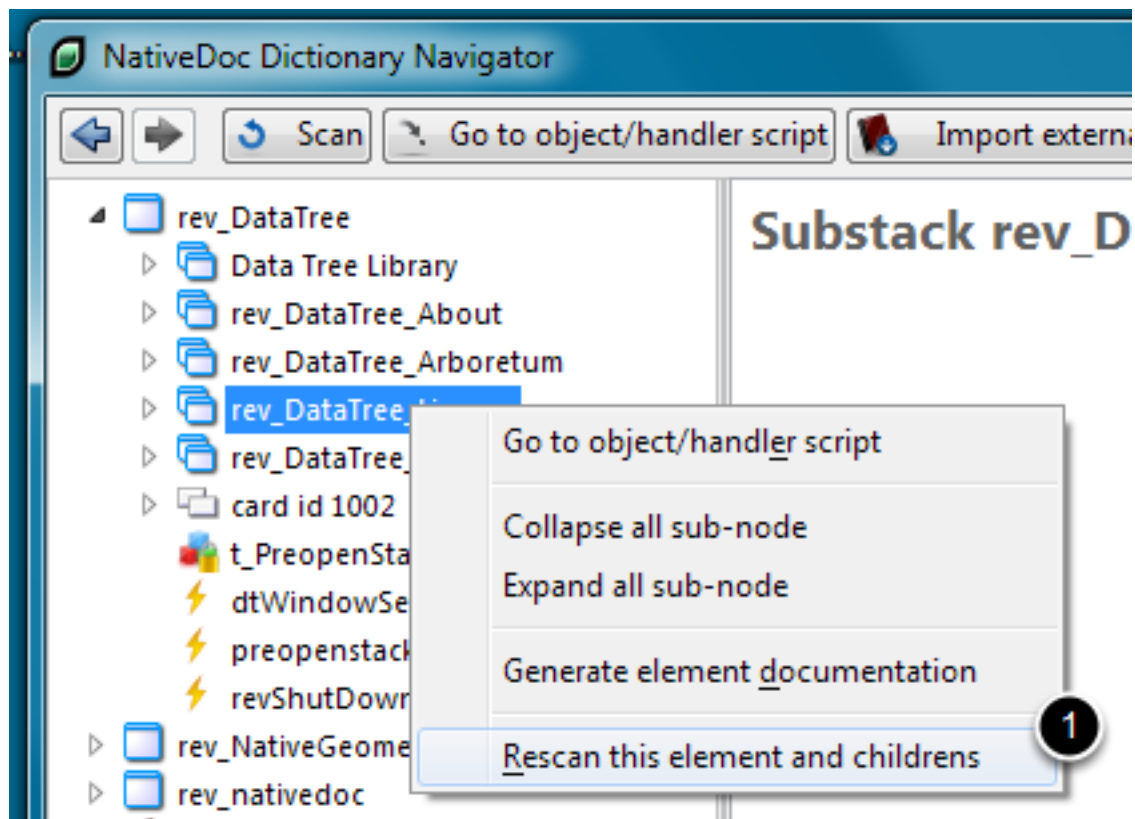 NativeDoc Dictionary Navigator
Scan
Go to object/handler script
Import externa
rev_DataTree
Substack rev_D
Data Tree Library
rev_DataTree_About
rev_DataTree_Arboretum
rev_DataTree_
rev_DataTree_
card id 1002
t_PreopenSta
dtWindowSe
preopenstack
revShutDown
rev_NativeGeome
rev_nativedoc
Go to object/handler script
Collapse all sub-node
Expand all sub-node
Generate element documentation
Rescan this element and childrens
1